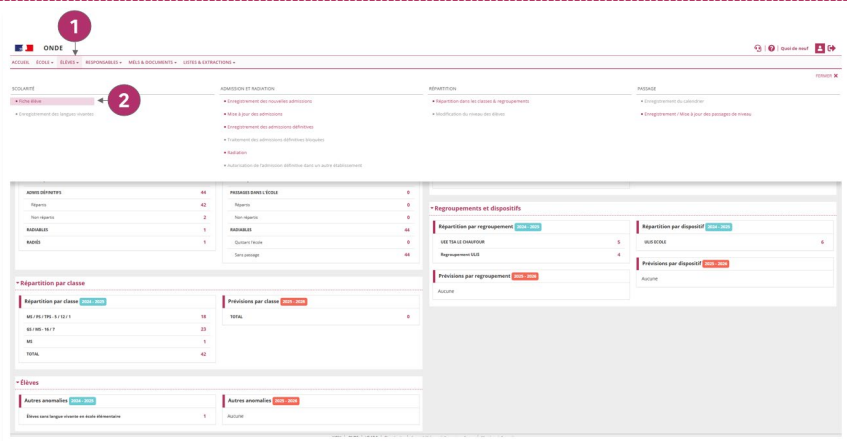 1
ONDE
Quoi de neuf
ACCUEIL ÉCOLE ÉLÈVES RESPONSABLES MÉLS & DOCUMENTS LISTES & EXTRACTIONS
FERMER X
SCOLARITÉ
Fiche élève
2
Enregistrement des langues vivantes
ADMISSION ET RADIATION
Enregistrement des nouvelles admissions
Mise à jour des admissions
Enregistrement des admissions définitives
Traitement des admissions définitives bloquées
Radiation
Autorisation de l'admission définitive dans un autre établissement
RÉPARTITION
Répartition dans les classes & regroupements
Modification du niveau des élèves
PASSAGE
Enregistrement du calendrier
Enregistrement / Mise à jour des passages de niveau
ADMIS DÉFINITIFS 44
Répartis 42
Non répartis 2
RADIABLES 1
RADIÉS 1
PASSAGES DANS L'ÉCOLE 0
Répartis 0
Non répartis 0
RADIABLES 44
Quittant l'école 0
Sans passage 44
Répartition par classe
Répartition par classe 2024 - 2025
MS / PS / TPS - 5 / 12 / 1 18
GS / MS - 16 / 7 23
MS 1
TOTAL 42
Prévisions par classe 2025 - 2026
TOTAL 0
Élèves
Autres anomalies 2024 - 2025
Élèves sans langue vivante en école élémentaire 1
Autres anomalies 2025 - 2026
Aucune
Regroupements et dispositifs
Répartition par regroupement 2024 - 2025
UEE TSA LE CHAUFOUR 5
Regroupement ULIS 4
Prévisions par regroupement 2025 - 2026
Aucune
Répartition par dispositif 2024 - 2025
ULIS ECOLE 6
Prévisions par dispositif 2025 - 2026
Aucune